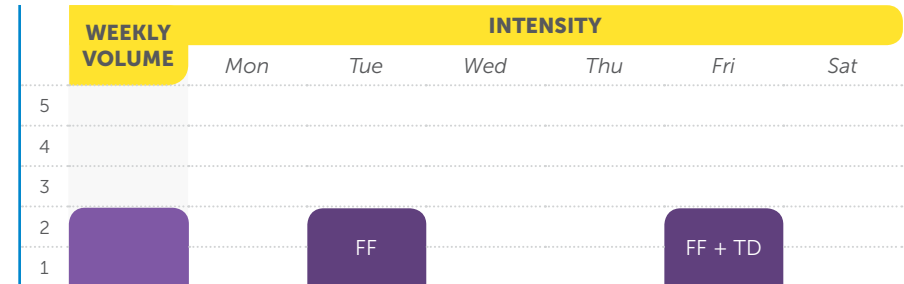 WEEKLY VOLUME
INTENSITY
Mon Tue Wed Thu Fri Sat
5
4
3
2
FF FF + TD
1